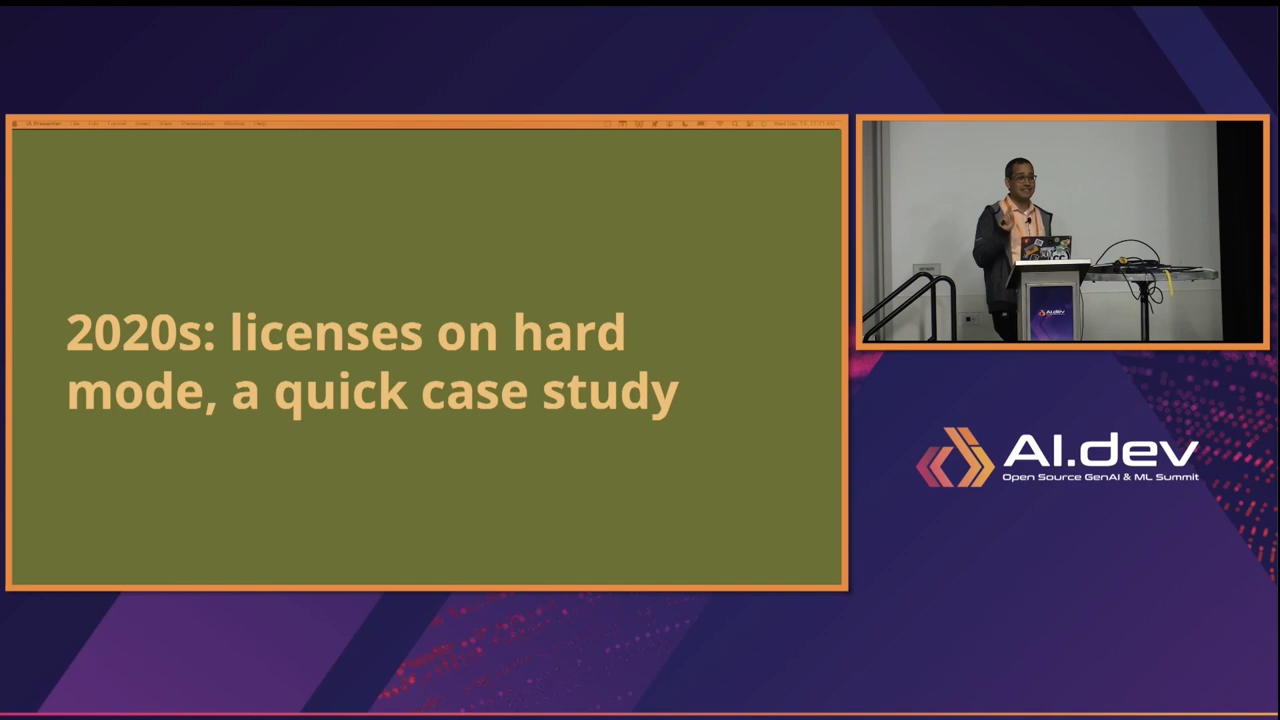 2020s: licenses on hard
mode, a quick case study
AI.dev
Open Source GenAI & ML Summit